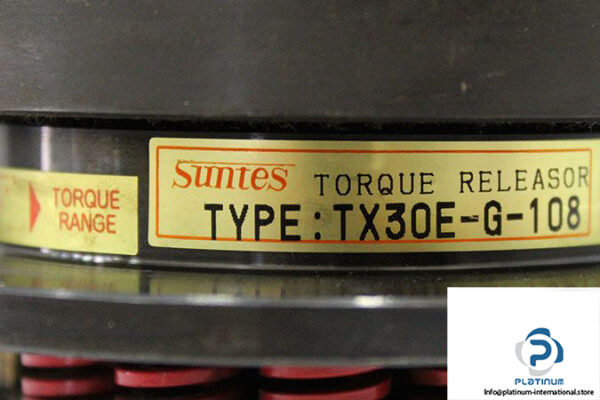 TORQUE
RANGE
Suntes TORQUE RELEASOR
TYPE:TX30E-G-108
PLATINUM
Info@platinum-international.store